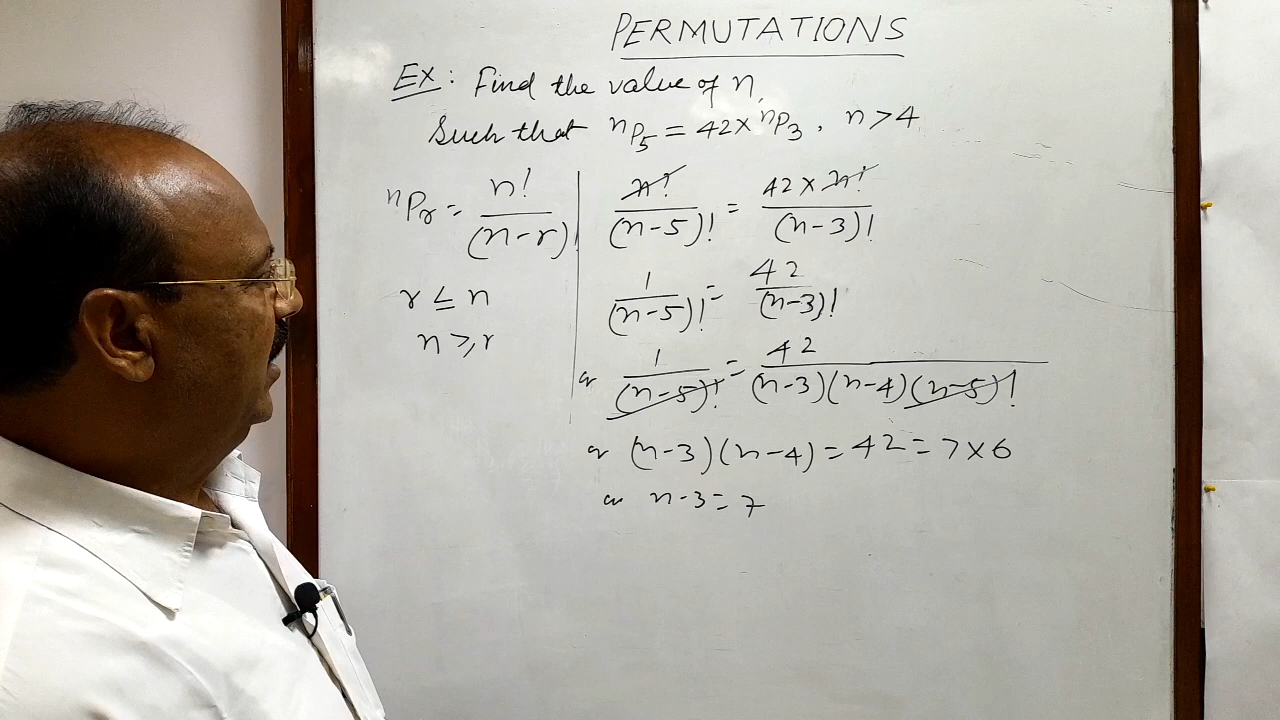 PERMUTATIONS
Ex: Find the value of n,
Such that nP5 = 42 × nP3, n > 4
nPr = n! / (n-r)!
r ≤ n
n ≥ r
n! / (n-5)! = 42 × n! / (n-3)!
1 / (n-5)! = 42 / (n-3)!
or 1 / (n-5)! = 42 / (n-3)(n-4)(n-5)!
or (n-3)(n-4) = 42 = 7×6
or n-3 = 7